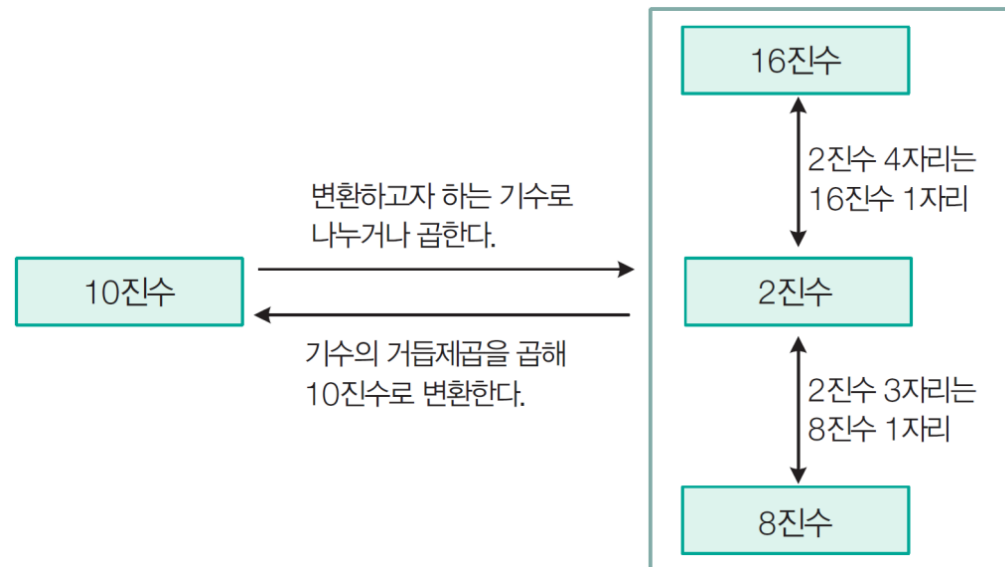 16진수
2진수 4자리는
16진수 1자리
변환하고자 하는 기수로
나누거나 곱한다.
10진수
2진수
기수의 거듭제곱을 곱해
10진수로 변환한다.
2진수 3자리는
8진수 1자리
8진수